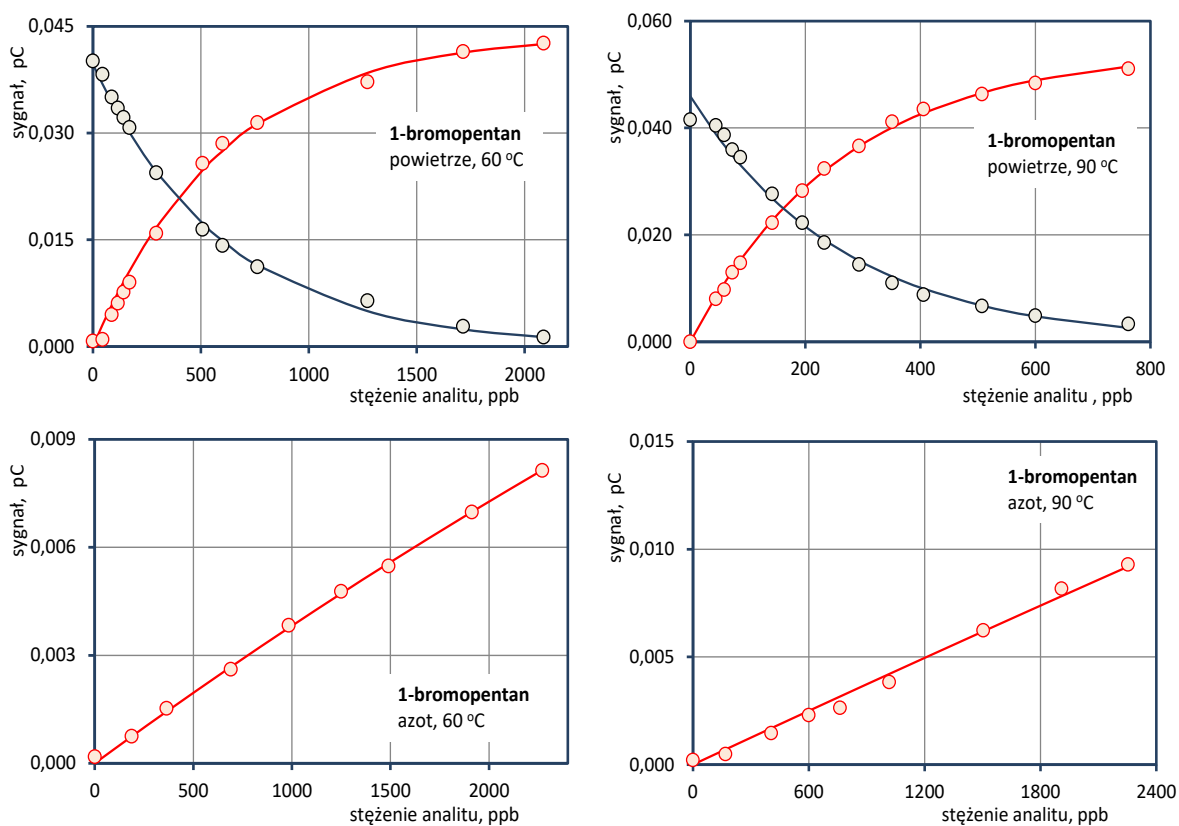 0,045
0,030
0,015
0,000
sygnał, pC
1-bromopentan
powietrze, 60 ºC
0 500 1000 1500 2000
stężenie analitu, ppb
0,060
0,040
0,020
0,000
sygnał, pC
1-bromopentan
powietrze, 90 ºC
0 200 400 600 800
stężenie analitu , ppb
0,009
0,006
0,003
0,000
sygnał, pC
1-bromopentan
azot, 60 ºC
0 500 1000 1500 2000
stężenie analitu, ppb
0,015
0,010
0,005
0,000
sygnał, pC
1-bromopentan
azot, 90 ºC
0 600 1200 1800 2400
stężenie analitu, ppb